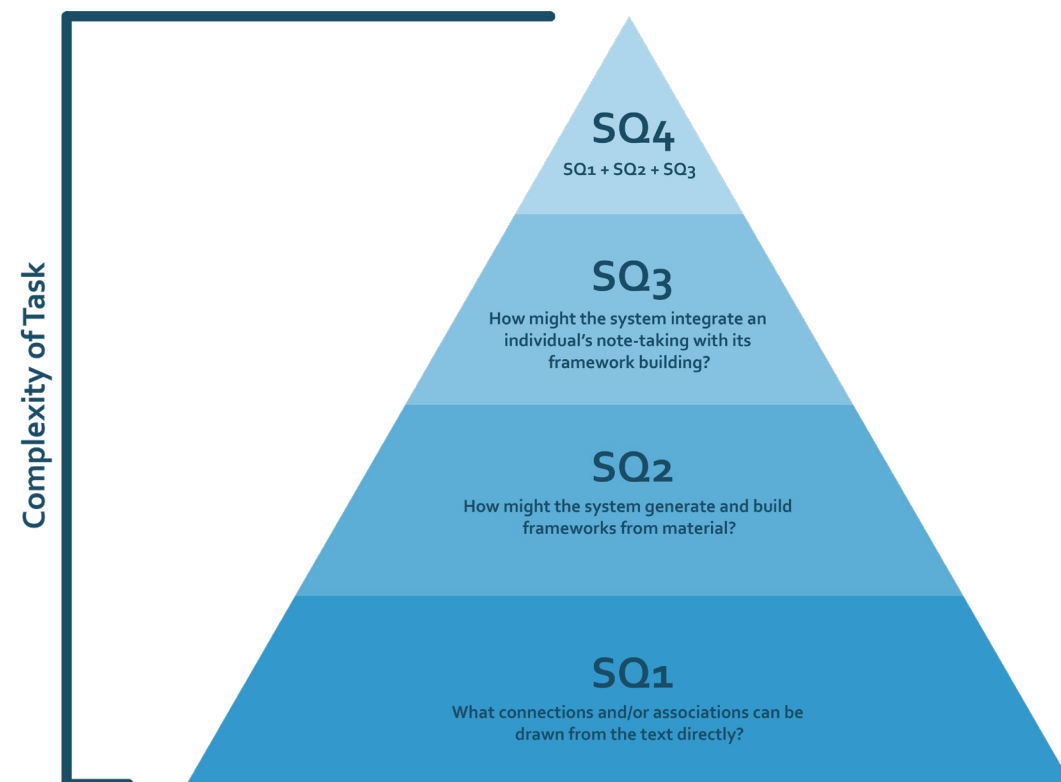 Complexity of Task
SQ4
SQ1 + SQ2 + SQ3
SQ3
How might the system integrate an
individual's note-taking with its
framework building?
SQ2
How might the system generate and build
frameworks from material?
SQ1
What connections and/or associations can be
drawn from the text directly?